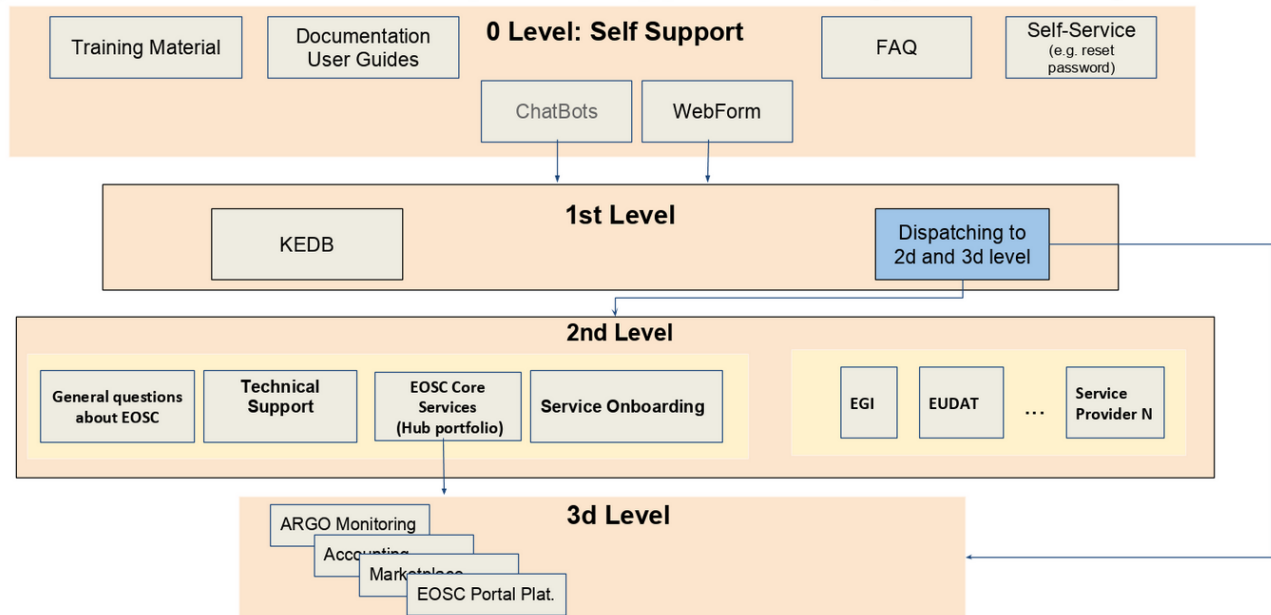 0 Level: Self Support
Training Material
Documentation
User Guides
FAQ
Self-Service
(e.g. reset
password)
ChatBots
WebForm
1st Level
KEDB
Dispatching to
2d and 3d level
2nd Level
General questions
about EOSC
Technical
Support
EOSC Core
Services
(Hub portfolio)
Service Onboarding
EGI
EUDAT
...
Service
Provider N
3d Level
ARGO Monitoring
Accounting
Marketplace
EOSC Portal Plat.